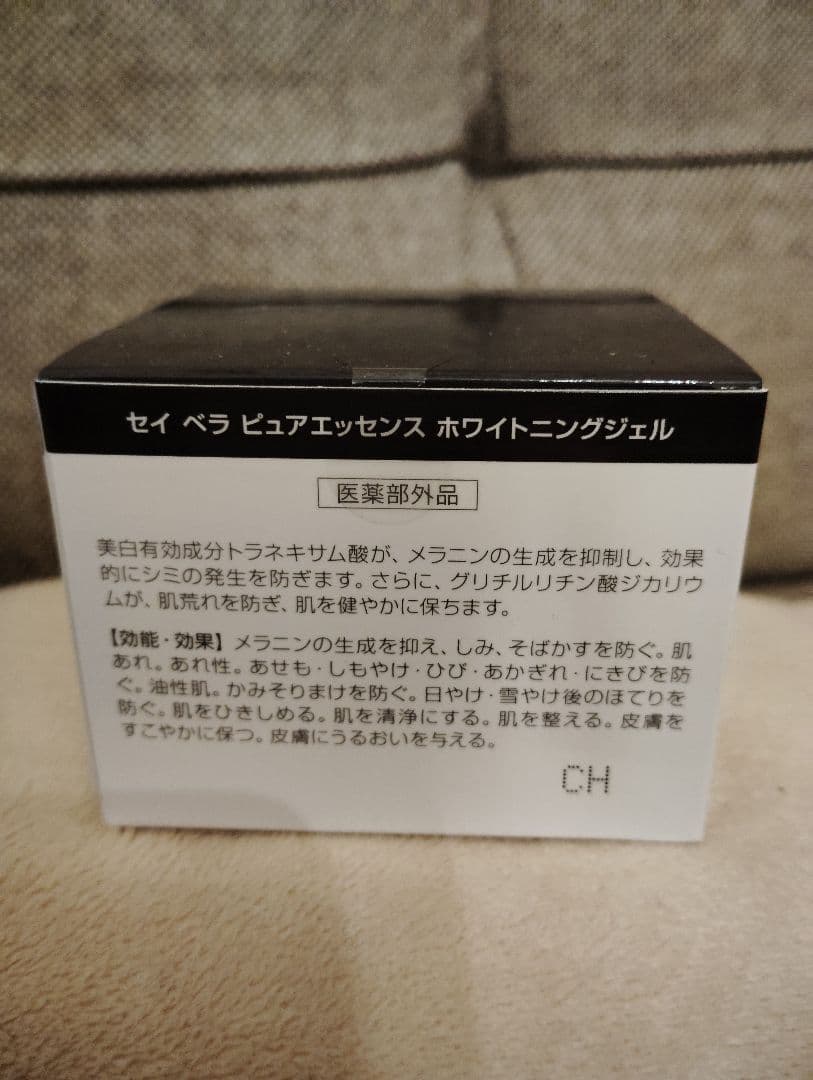 セイ ベラ ピュアエッセンス ホワイトニングジェル
医薬部外品
美白有効成分トラネキサム酸が、メラニンの生成を抑制し、効果
的にシミの発生を防ぎます。さらに、グリチルリチン酸ジカリウ
ムが、肌荒れを防ぎ、肌を健やかに保ちます。
【効能・効果】メラニンの生成を抑え、しみ、そばかすを防ぐ。肌
あれ。あれ性。あせも・しもやけ・ひび・あかぎれ・にきびを防
ぐ。油性肌。かみそりまけを防ぐ。日やけ・雪やけ後のほてりを
防ぐ。肌をひきしめる。肌を清浄にする。肌を整える。皮膚を
すこやかに保つ。皮膚にうるおいを与える。
CH